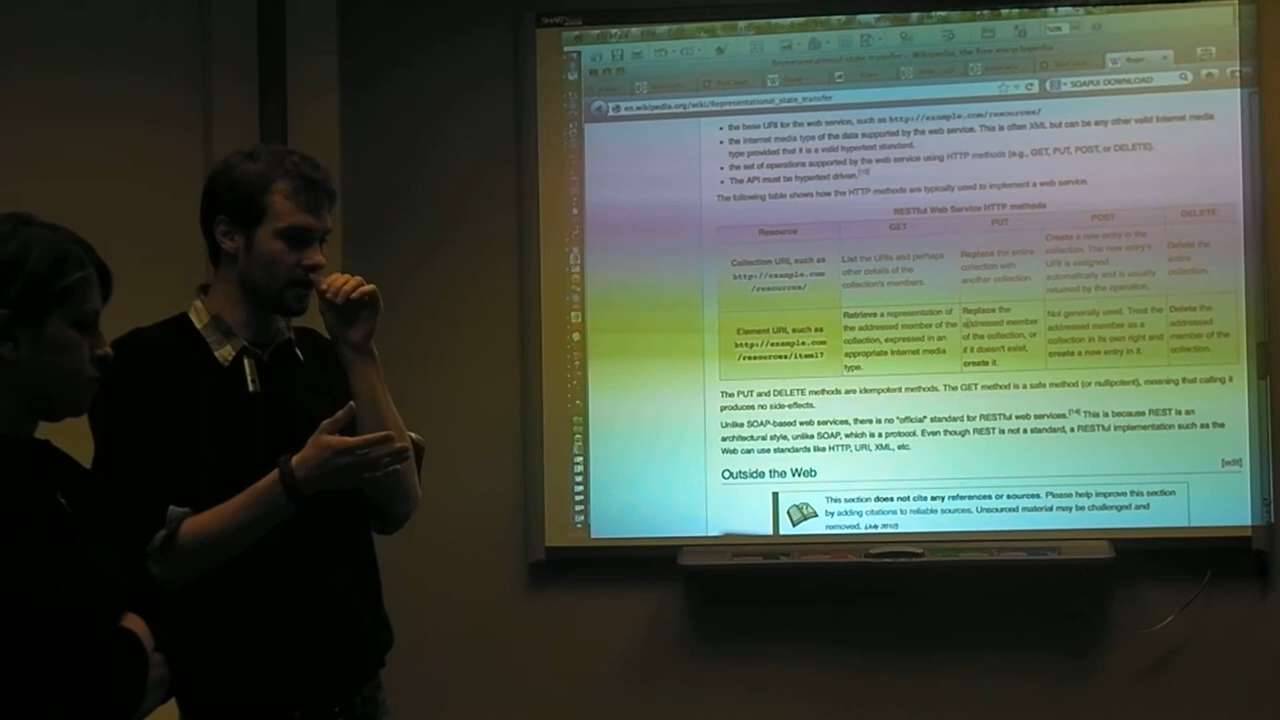 SMART
Representational state transfer - Wikipedia, the free encyclopedia
en.wikipedia.org/wiki/Representational_state_transfer
SOAPUI DOWNLOAD
• the base URI for the web service, such as http://example.com/resources/
• the Internet media type of the data supported by the web service. This is often XML but can be any other valid Internet media
type provided that it is a valid hypertext standard.
• the set of operations supported by the web service using HTTP methods (e.g., GET, PUT, POST, or DELETE).
• The API must be hypertext driven.[13]
The following table shows how the HTTP methods are typically used to implement a web service.
RESTful Web Service HTTP methods
Resource GET PUT POST DELETE
Collection URI, such as
http://example.com
/resources/
List the URIs and perhaps
other details of the
collection's members.
Replace the entire
collection with
another collection.
Create a new entry in the
collection. The new entry's
URI is assigned
automatically and is usually
returned by the operation.
Delete the
entire
collection.
Element URI, such as
http://example.com
/resources/item17
Retrieve a representation of
the addressed member of the
collection, expressed in an
appropriate Internet media
type.
Replace the
addressed member
of the collection, or
if it doesn't exist,
create it.
Not generally used. Treat the
addressed member as a
collection in its own right and
create a new entry in it.
Delete the
addressed
member of the
collection.
The PUT and DELETE methods are idempotent methods. The GET method is a safe method (or nullipotent), meaning that calling it
produces no side-effects.
Unlike SOAP-based web services, there is no "official" standard for RESTful web services.[14] This is because REST is an
architectural style, unlike SOAP, which is a protocol. Even though REST is not a standard, a RESTful implementation such as the
Web can use standards like HTTP, URI, XML, etc.
Outside the Web [edit]
This section does not cite any references or sources. Please help improve this section
by adding citations to reliable sources. Unsourced material may be challenged and
removed. (July 2012)